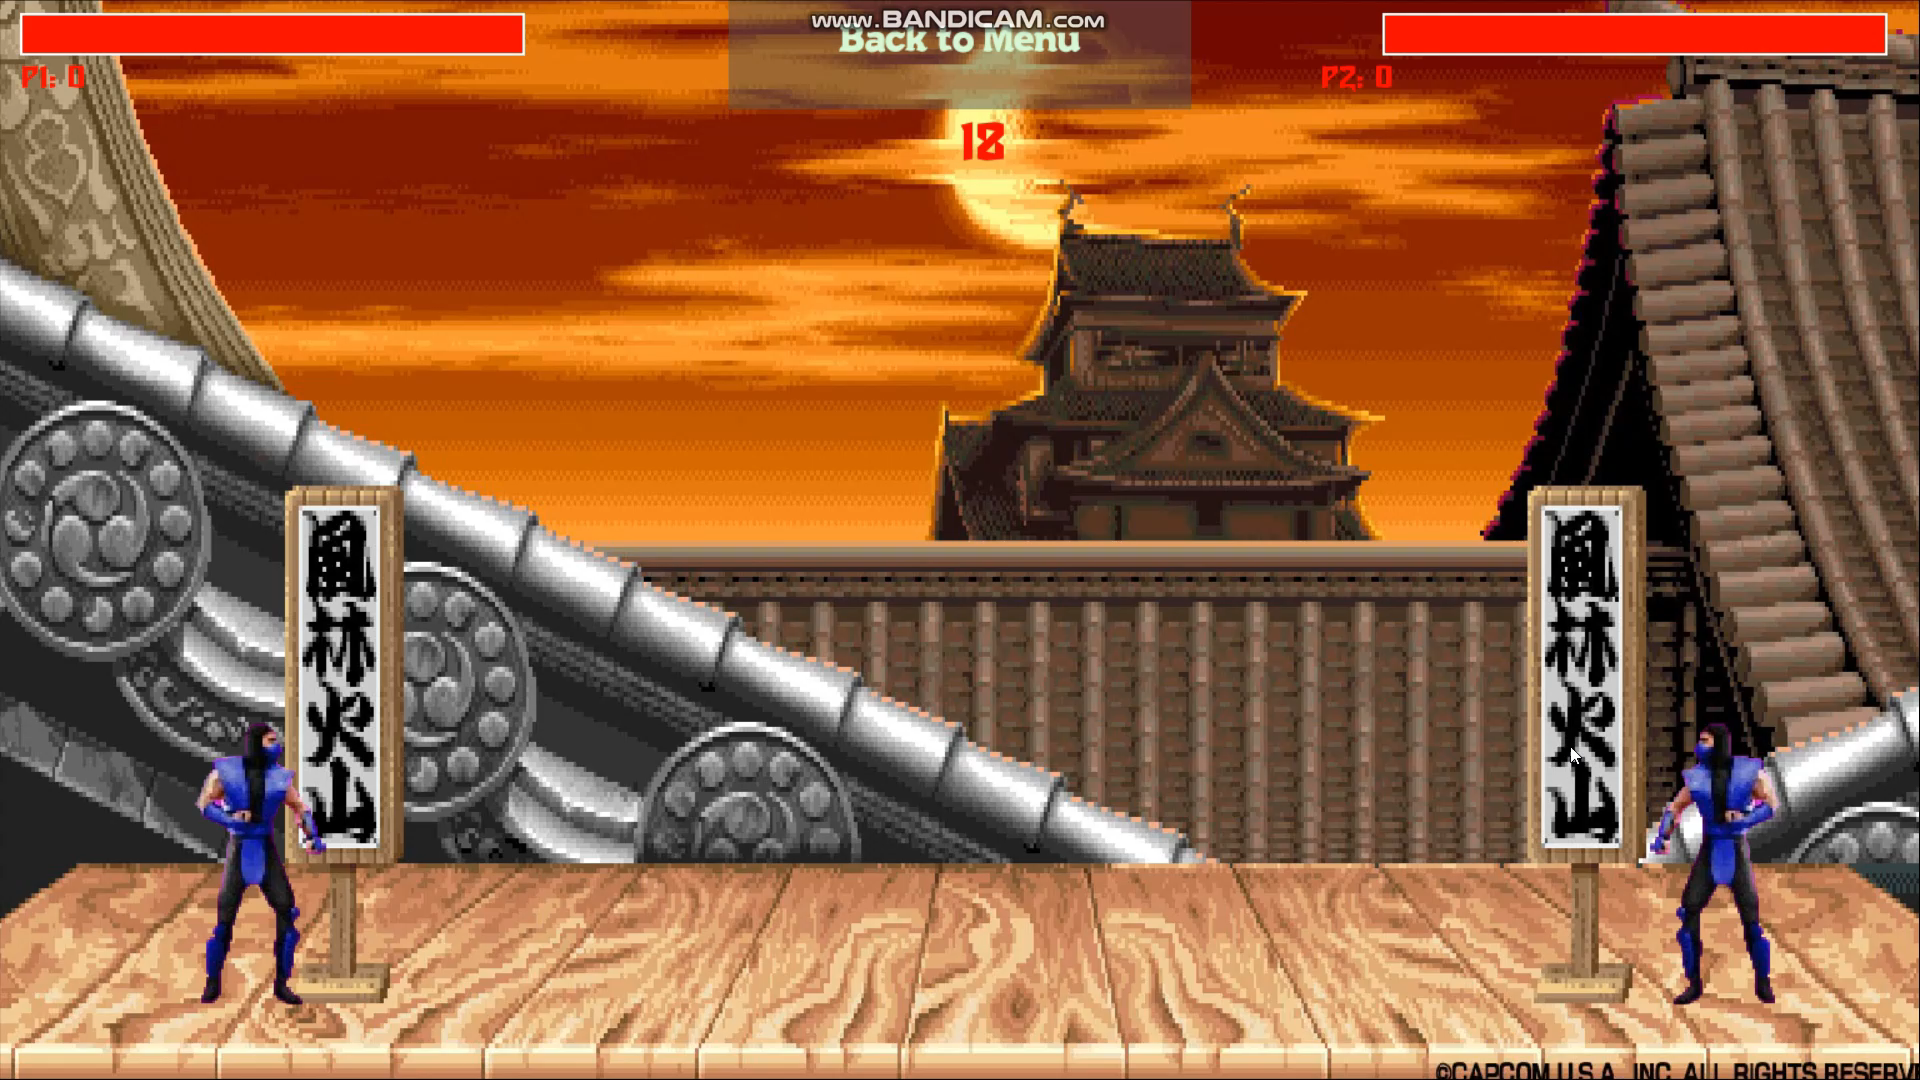 www.BANDICAM.com
Back to Menu
P1: 0
P2: 0
18
風林火山
風林火山
©CAPCOM U.S.A., INC. ALL RIGHTS RESERV